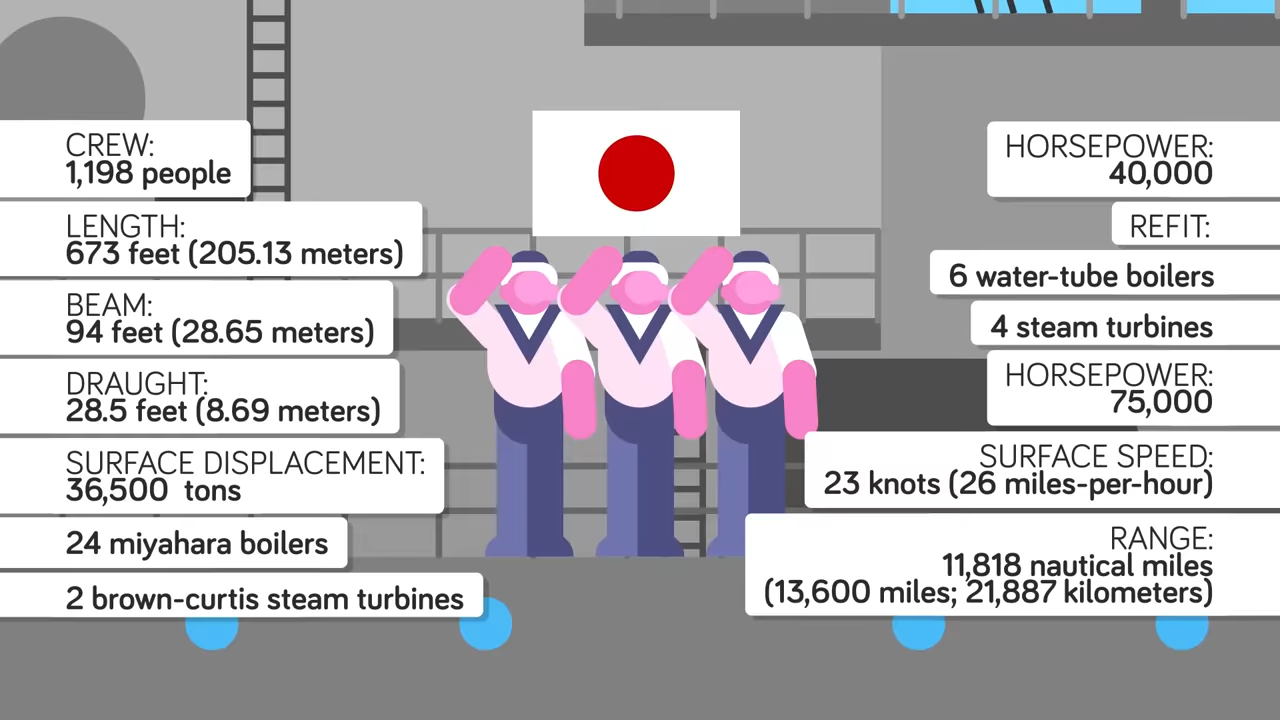 CREW:
1,198 people
LENGTH:
673 feet (205.13 meters)
BEAM:
94 feet (28.65 meters)
DRAUGHT:
28.5 feet (8.69 meters)
SURFACE DISPLACEMENT:
36,500 tons
24 miyahara boilers
2 brown-curtis steam turbines
HORSEPOWER:
40,000
REFIT:
6 water-tube boilers
4 steam turbines
HORSEPOWER:
75,000
SURFACE SPEED:
23 knots (26 miles-per-hour)
RANGE:
11,818 nautical miles
(13,600 miles; 21,887 kilometers)